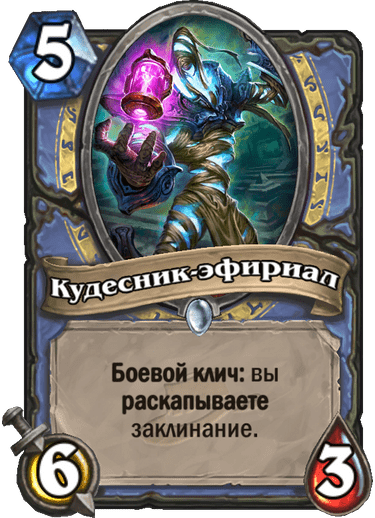 5
Кудесник-эфириал
Боевой клич: вы
раскапываете
заклинание.
6
3